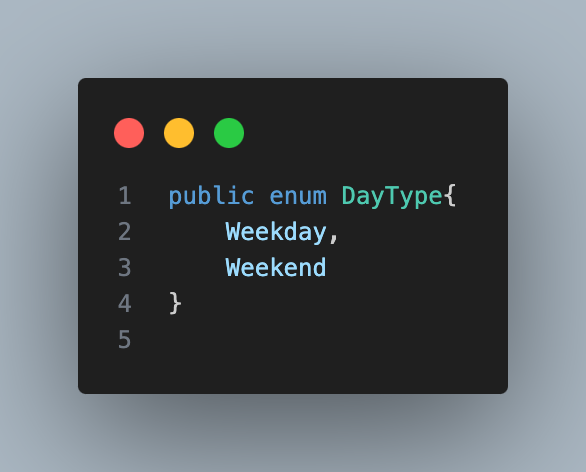 1 public enum DayType{
2     Weekday,
3     Weekend
4 }
5